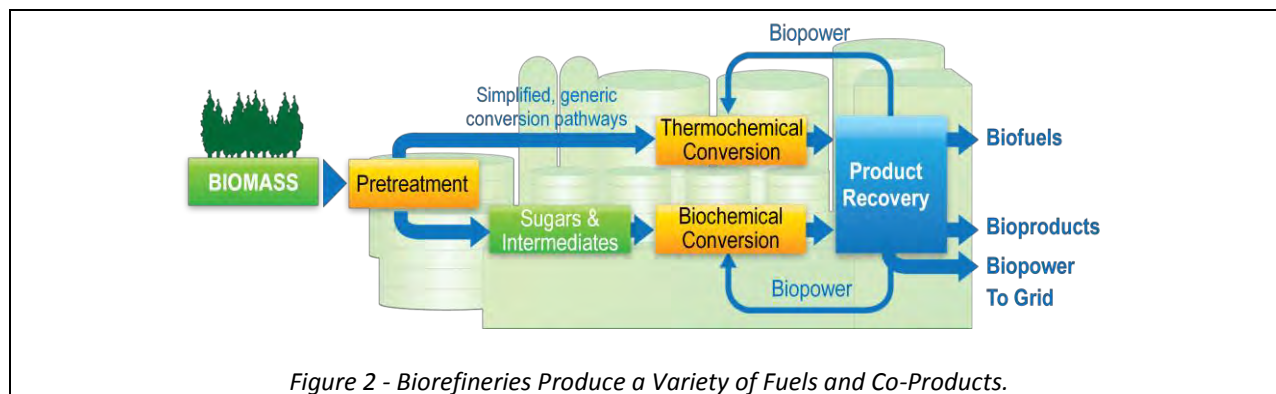 Biopower
Simplified, generic
conversion pathways
Thermochemical
Conversion
Biofuels
BIOMASS
Pretreatment
Product
Recovery
Sugars &
Intermediates
Biochemical
Conversion
Bioproducts
Biopower
Biopower
To Grid
Figure 2 - Biorefineries Produce a Variety of Fuels and Co-Products.